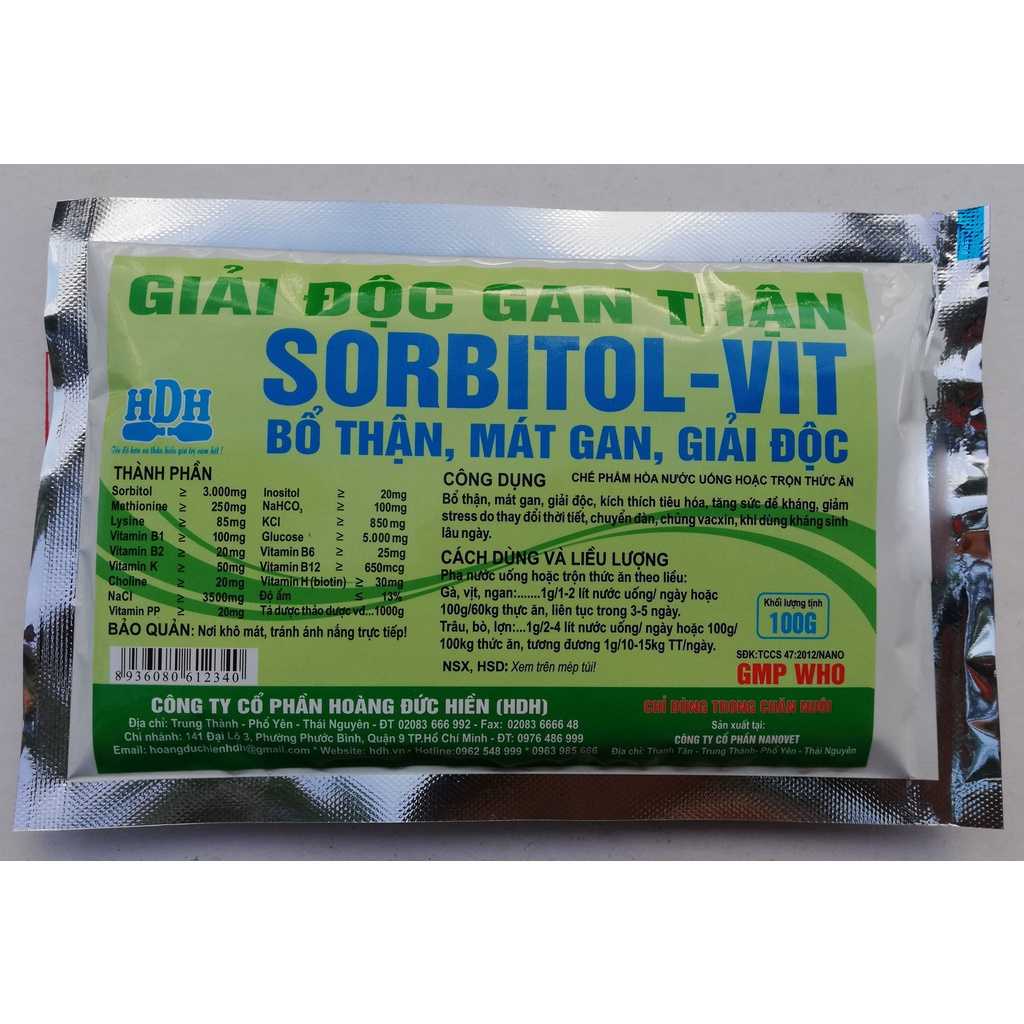 GIẢI ĐỘC GAN THẬN
SORBITOL-VIT
BỔ THẬN, MÁT GAN, GIẢI ĐỘC
HDH
THÀNH PHẦN
Sorbitol ≥ 3.000mg
Methionine ≥ 250mg
Lysine ≥ 85mg
Vitamin B1 ≥ 100mg
Vitamin B2 ≥ 20mg
Vitamin K ≥ 50mg
Choline ≥ 20mg
NaCl ≥ 3500mg
Vitamin PP ≥ 20mg
Inositol ≥ 20mg
NaHCO₃ ≥ 100mg
KCl ≥ 850mg
Glucose ≥ 5.000mg
Vitamin B6 ≥ 25mg
Vitamin B12 ≥ 650mcg
Vitamin H (biotin) ≥ 30mg
Độ ẩm ≤ 13%
Tá dược thảo dược vđ...1000g
BẢO QUẢN: Nơi khô mát, tránh ánh nắng trực tiếp!
8 936080 612340
CÔNG DỤNG CHẾ PHẨM HÒA NƯỚC UỐNG HOẶC TRỘN THỨC ĂN
Bổ thận, mát gan, giải độc, kích thích tiêu hóa, tăng sức đề kháng, giảm
stress do thay đổi thời tiết, chuyển đàn, chủng vacxin, khi dùng kháng sinh
lâu ngày.
CÁCH DÙNG VÀ LIỀU LƯỢNG
Pha nước uống hoặc trộn thức ăn theo liều:
Gà, vịt, ngan:.......1g/1-2 lít nước uống/ ngày hoặc
100g/60kg thực ăn, liên tục trong 3-5 ngày.
Trâu, bò, lợn:...1g/2-4 lít nước uống/ ngày hoặc 100g/
100kg thức ăn, tương đương 1g/10-15kg TT/ngày.
NSX, HSD: Xem trên mép túi!
Khối lượng tịnh
100G
SĐK:TCCS 47:2012/NANO
GMP WHO
CÔNG TY CỔ PHẦN HOÀNG ĐỨC HIỀN (HDH)
Địa chỉ: Trung Thành - Phổ Yên - Thái Nguyên - ĐT 02083 666 992 - Fax: 02083 6666 48
Chi nhánh: 141 Đại Lộ 3, Phường Phước Bình, Quận 9 TP.Hồ Chí Minh - ĐT: 0976 486 999
Email: hoangduchienhdh@gmail.com * Website: hdh.vn * Hotline:0962 548 999 * 0963 985 666
CHỈ DÙNG TRONG CHĂN NUÔI
Sản xuất tại:
CÔNG TY CỔ PHẦN NANOVET
Địa chỉ: Thanh Tân - Trung Thành- Phổ Yên - Thái Nguyên